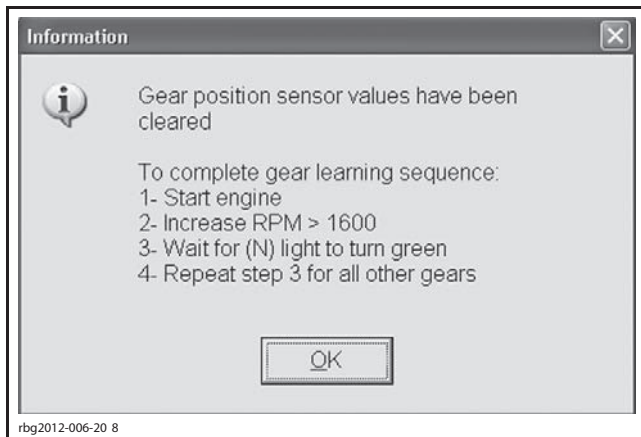 Information
Gear position sensor values have been
cleared
To complete gear learning sequence:
1- Start engine
2- Increase RPM > 1600
3- Wait for (N) light to turn green
4- Repeat step 3 for all other gears
OK
rbg2012-006-20 8